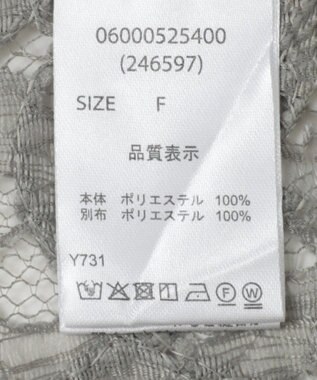 06000525400
(246597)
SIZE F
品質表示
本体 ポリエステル 100%
別布 ポリエステル 100%
Y731
F W